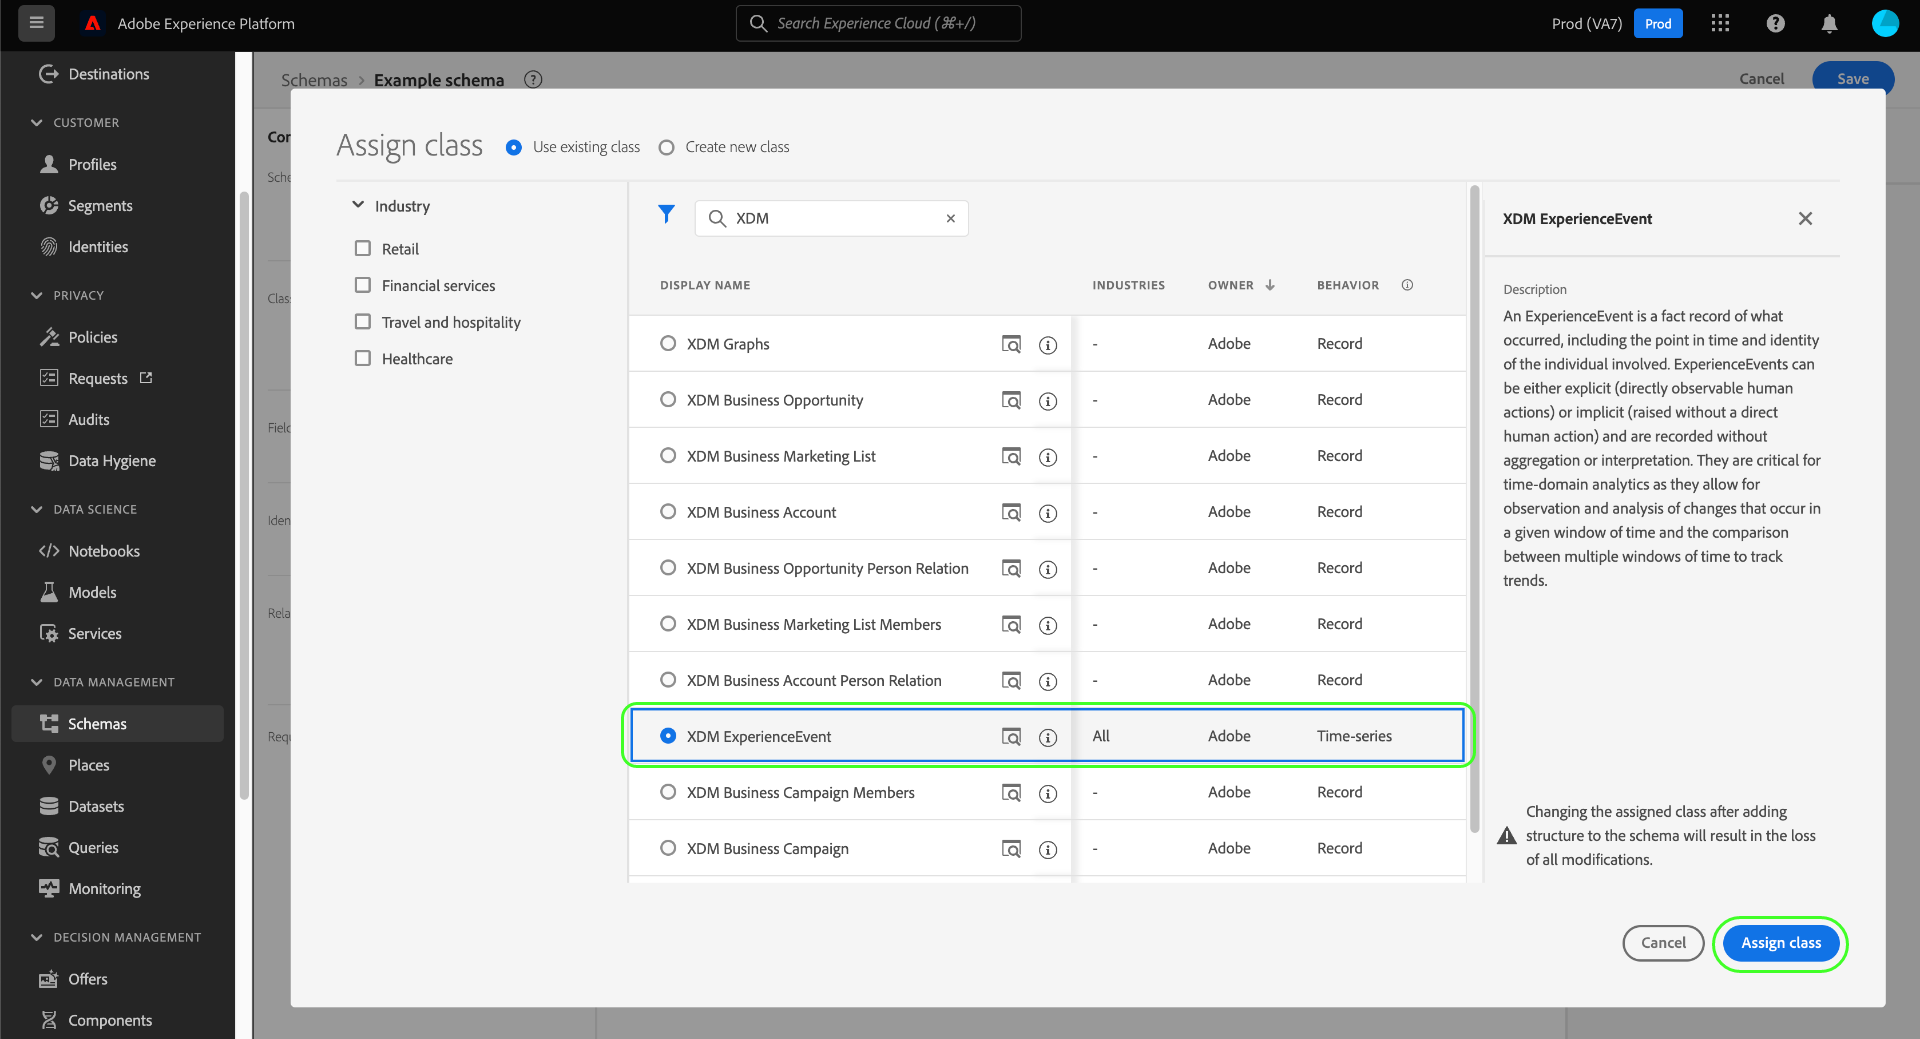 Adobe Experience Platform
Search Experience Cloud (⌘+/)
Prod (VA7)
Prod
Destinations
CUSTOMER
Profiles
Segments
Identities
PRIVACY
Policies
Requests
Audits
Data Hygiene
DATA SCIENCE
Notebooks
Models
Services
DATA MANAGEMENT
Schemas
Places
Datasets
Queries
Monitoring
DECISION MANAGEMENT
Offers
Components
Schemas > Example schema
Cancel
Save
Assign class
Use existing class
Create new class
Industry
Retail
Financial services
Travel and hospitality
Healthcare
XDM
DISPLAY NAME INDUSTRIES OWNER BEHAVIOR
XDM Graphs - Adobe Record
XDM Business Opportunity - Adobe Record
XDM Business Marketing List - Adobe Record
XDM Business Account - Adobe Record
XDM Business Opportunity Person Relation - Adobe Record
XDM Business Marketing List Members - Adobe Record
XDM Business Account Person Relation - Adobe Record
XDM ExperienceEvent All Adobe Time-series
XDM Business Campaign Members - Adobe Record
XDM Business Campaign - Adobe Record
XDM ExperienceEvent
Description
An ExperienceEvent is a fact record of what
occurred, including the point in time and identity
of the individual involved. ExperienceEvents can
be either explicit (directly observable human
actions) or implicit (raised without a direct
human action) and are recorded without
aggregation or interpretation. They are critical for
time-domain analytics as they allow for
observation and analysis of changes that occur in
a given window of time and the comparison
between multiple windows of time to track
trends.
Changing the assigned class after adding
structure to the schema will result in the loss
of all modifications.
Cancel
Assign class